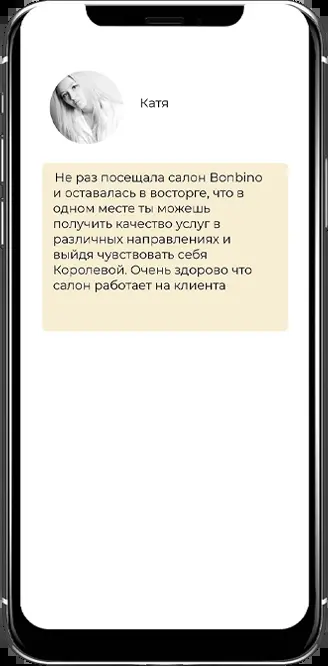 Катя
Не раз посещала салон Bonbino
и оставалась в восторге, что в
одном месте ты можешь
получить качество услуг в
различных направлениях и
выйдя чувствовать себя
Королевой. Очень здорово что
салон работает на клиента